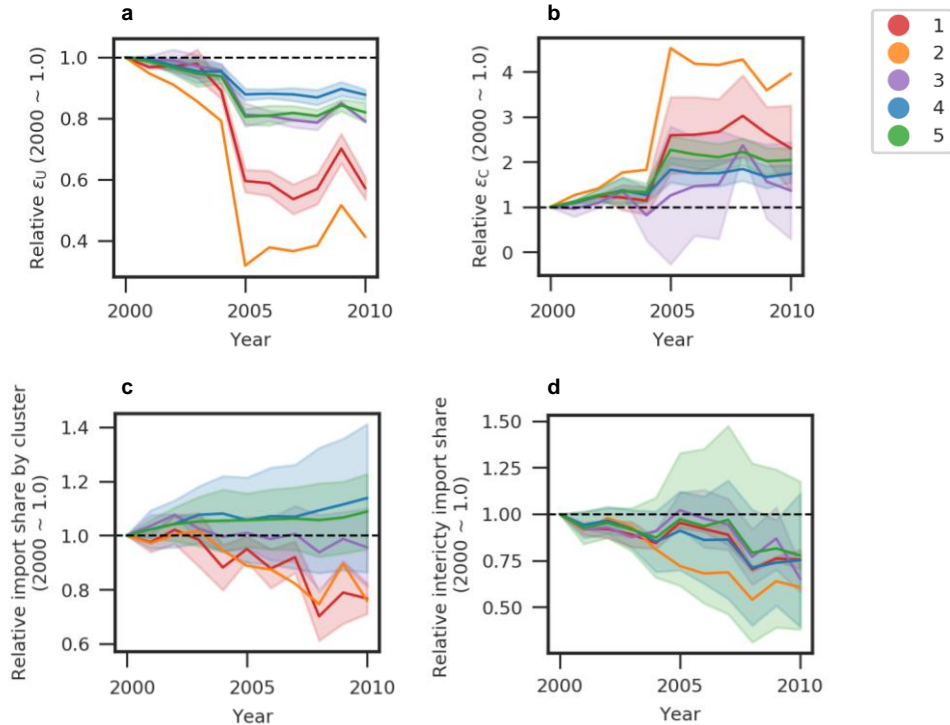 a
Relative εU (2000 ~ 1.0)
1.0
0.8
0.6
0.4
2000
2005
2010
Year
b
Relative εC (2000 ~ 1.0)
4
3
2
1
0
2000
2005
2010
Year
1
2
3
4
5
c
Relative import share by cluster
(2000 ~ 1.0)
1.4
1.2
1.0
0.8
0.6
2000
2005
2010
Year
d
Relative intericty import share
(2000 ~ 1.0)
1.50
1.25
1.00
0.75
0.50
2000
2005
2010
Year